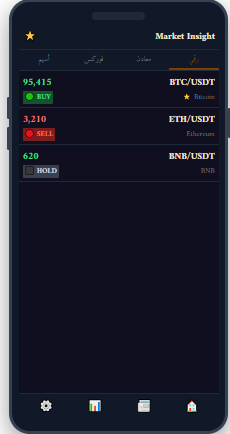 Market Insight
رقمي معادن فوركس أسهم
BTC/USDT 95,415
Bitcoin BUY
ETH/USDT 3,210
Ethereum SELL
BNB/USDT 620
BNB HOLD